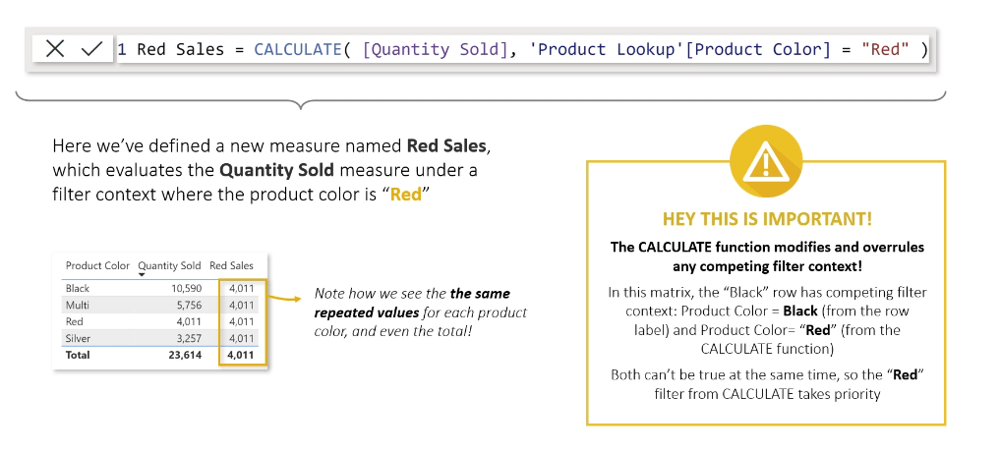 1 Red Sales = CALCULATE( [Quantity Sold], 'Product Lookup'[Product Color] = "Red" )
Here we’ve defined a new measure named Red Sales,
which evaluates the Quantity Sold measure under a
filter context where the product color is “Red”
Product Color Quantity Sold Red Sales
Black 10,590 4,011
Multi 5,756 4,011
Red 4,011 4,011
Silver 3,257 4,011
Total 23,614 4,011
Note how we see the the same
repeated values for each product
color, and even the total!
HEY THIS IS IMPORTANT!
The CALCULATE function modifies and overrules
any competing filter context!
In this matrix, the “Black” row has competing filter
context: Product Color = Black (from the row
label) and Product Color= “Red” (from the
CALCULATE function)
Both can’t be true at the same time, so the “Red”
filter from CALCULATE takes priority